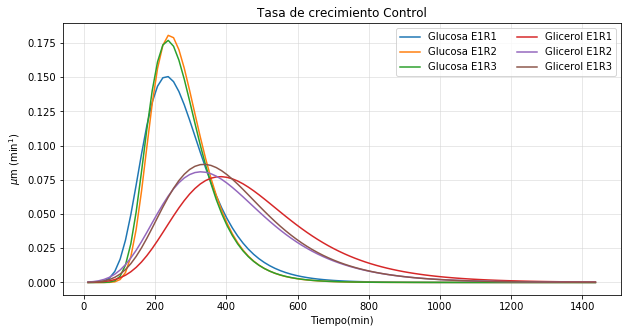 Tasa de crecimiento Control
Glucosa E1R1
Glucosa E1R2
Glucosa E1R3
Glicerol E1R1
Glicerol E1R2
Glicerol E1R3
μm (min¹)
0.175
0.150
0.125
0.100
0.075
0.050
0.025
0.000
0 200 400 600 800 1000 1200 1400
Tiempo(min)